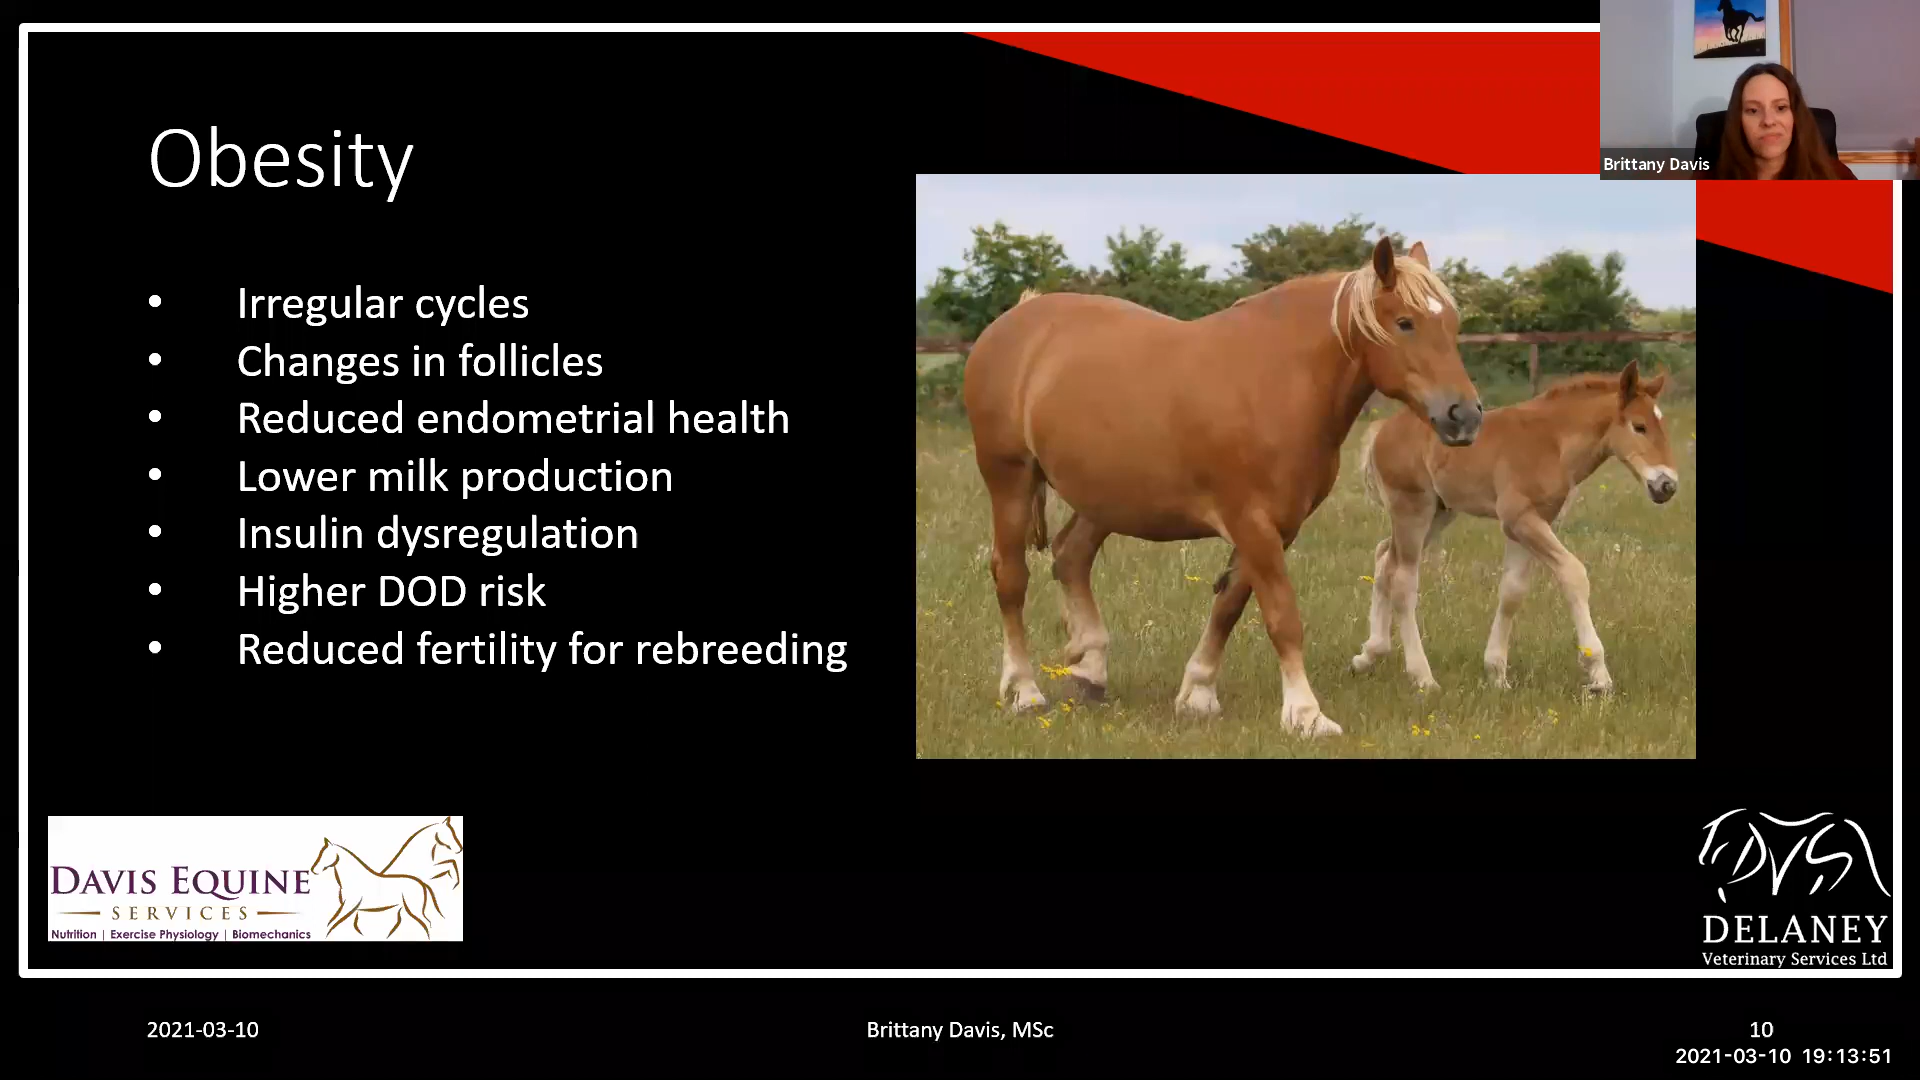 Brittany Davis
Obesity
• Irregular cycles
• Changes in follicles
• Reduced endometrial health
• Lower milk production
• Insulin dysregulation
• Higher DOD risk
• Reduced fertility for rebreeding
DAVIS EQUINE
SERVICES
Nutrition | Exercise Physiology | Biomechanics
DVS
DELANEY
Veterinary Services Ltd
2021-03-10
Brittany Davis, MSc
10
2021-03-10 19:13:51